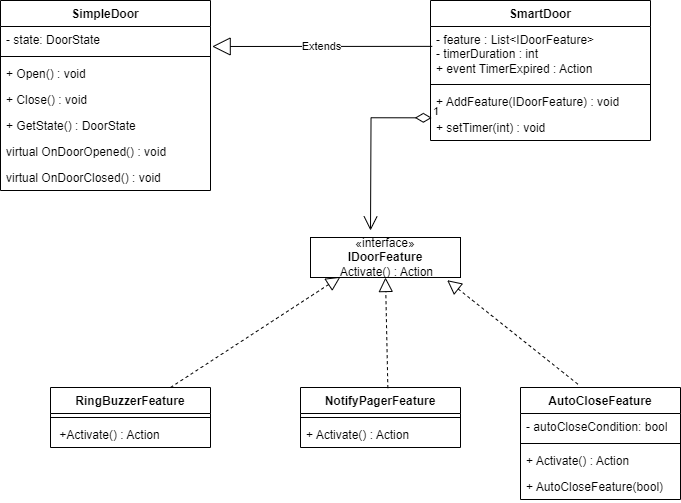 SimpleDoor
- state: DoorState
+ Open() : void
+ Close() : void
+ GetState() : DoorState
virtual OnDoorOpened() : void
virtual OnDoorClosed() : void
Extends
SmartDoor
- feature : List<IDoorFeature>
- timerDuration : int
+ event TimerExpired : Action
+ AddFeature(IDoorFeature) : void
1
+ setTimer(int) : void
«interface»
IDoorFeature
Activate() : Action
RingBuzzerFeature
+Activate() : Action
NotifyPagerFeature
+ Activate() : Action
AutoCloseFeature
- autoCloseCondition: bool
+ Activate() : Action
+ AutoCloseFeature(bool)